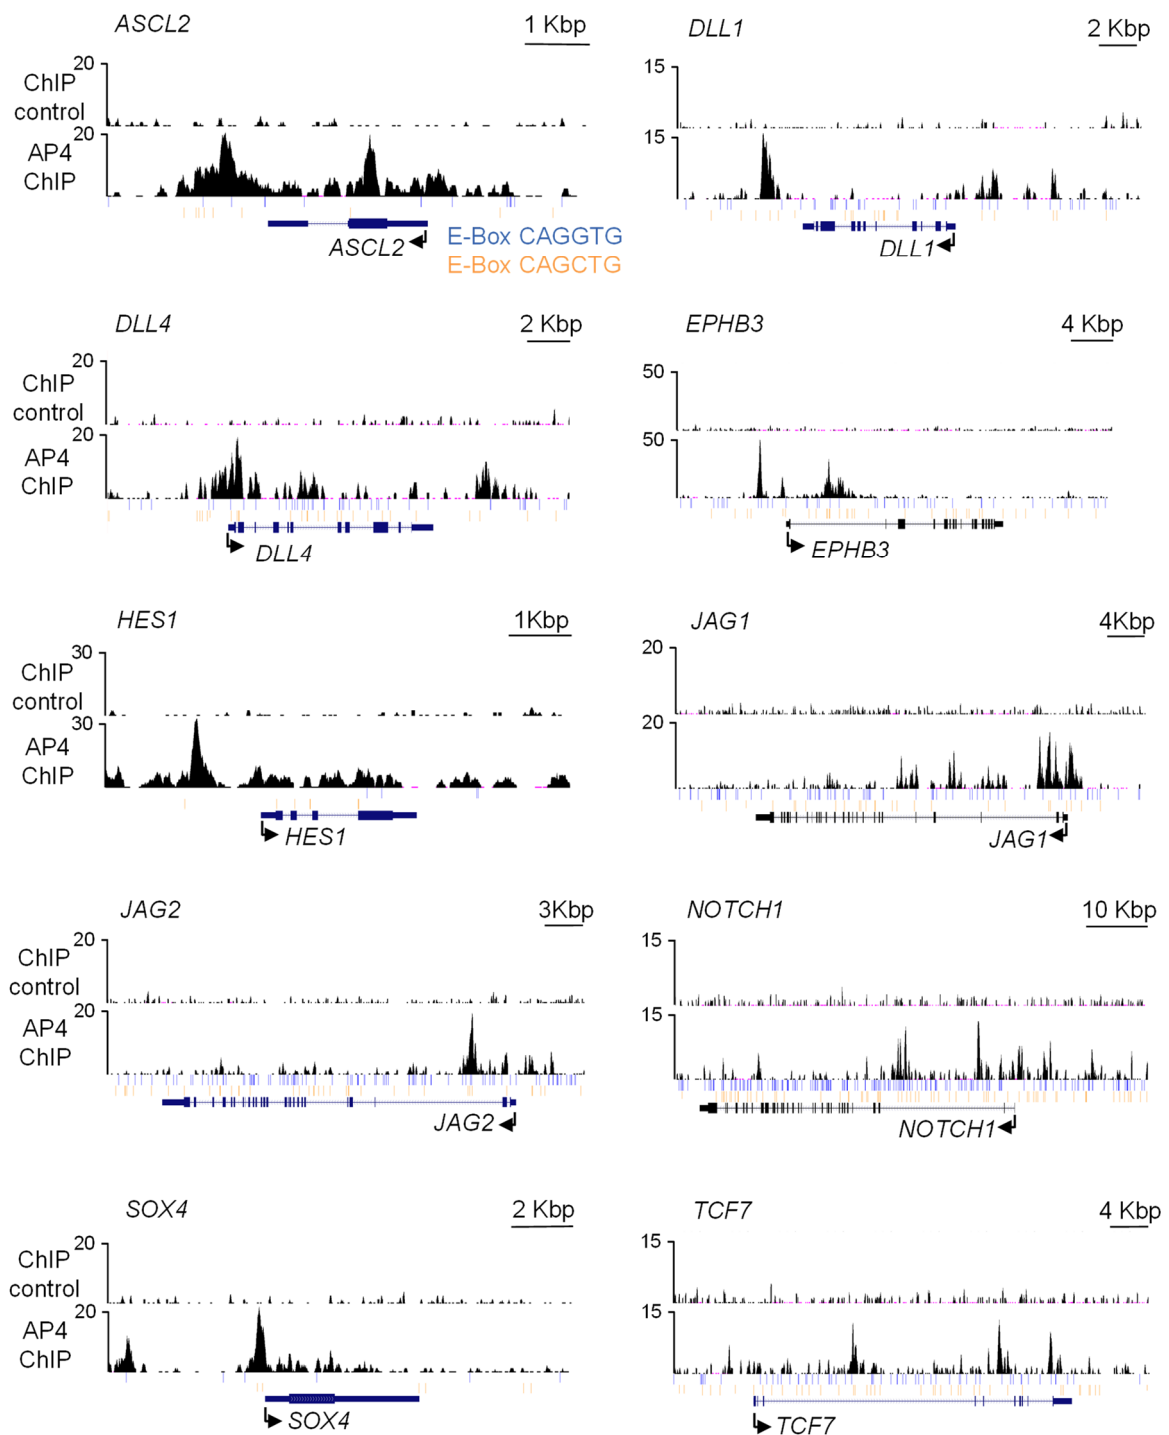 ASCL2
1 Kbp
20
ChIP
control
20
AP4
ChIP
ASCL2
E-Box CAGGTG
E-Box CAGCTG
DLL1
2 Kbp
15
15
DLL1
DLL4
2 Kbp
20
ChIP
control
20
AP4
ChIP
DLL4
EPHB3
4 Kbp
50
50
EPHB3
HES1
1Kbp
30
ChIP
control
30
AP4
ChIP
HES1
JAG1
4Kbp
20
20
JAG1
JAG2
3Kbp
20
ChIP
control
20
AP4
ChIP
JAG2
NOTCH1
10 Kbp
15
15
NOTCH1
SOX4
2 Kbp
20
ChIP
control
20
AP4
ChIP
SOX4
TCF7
4 Kbp
15
15
TCF7